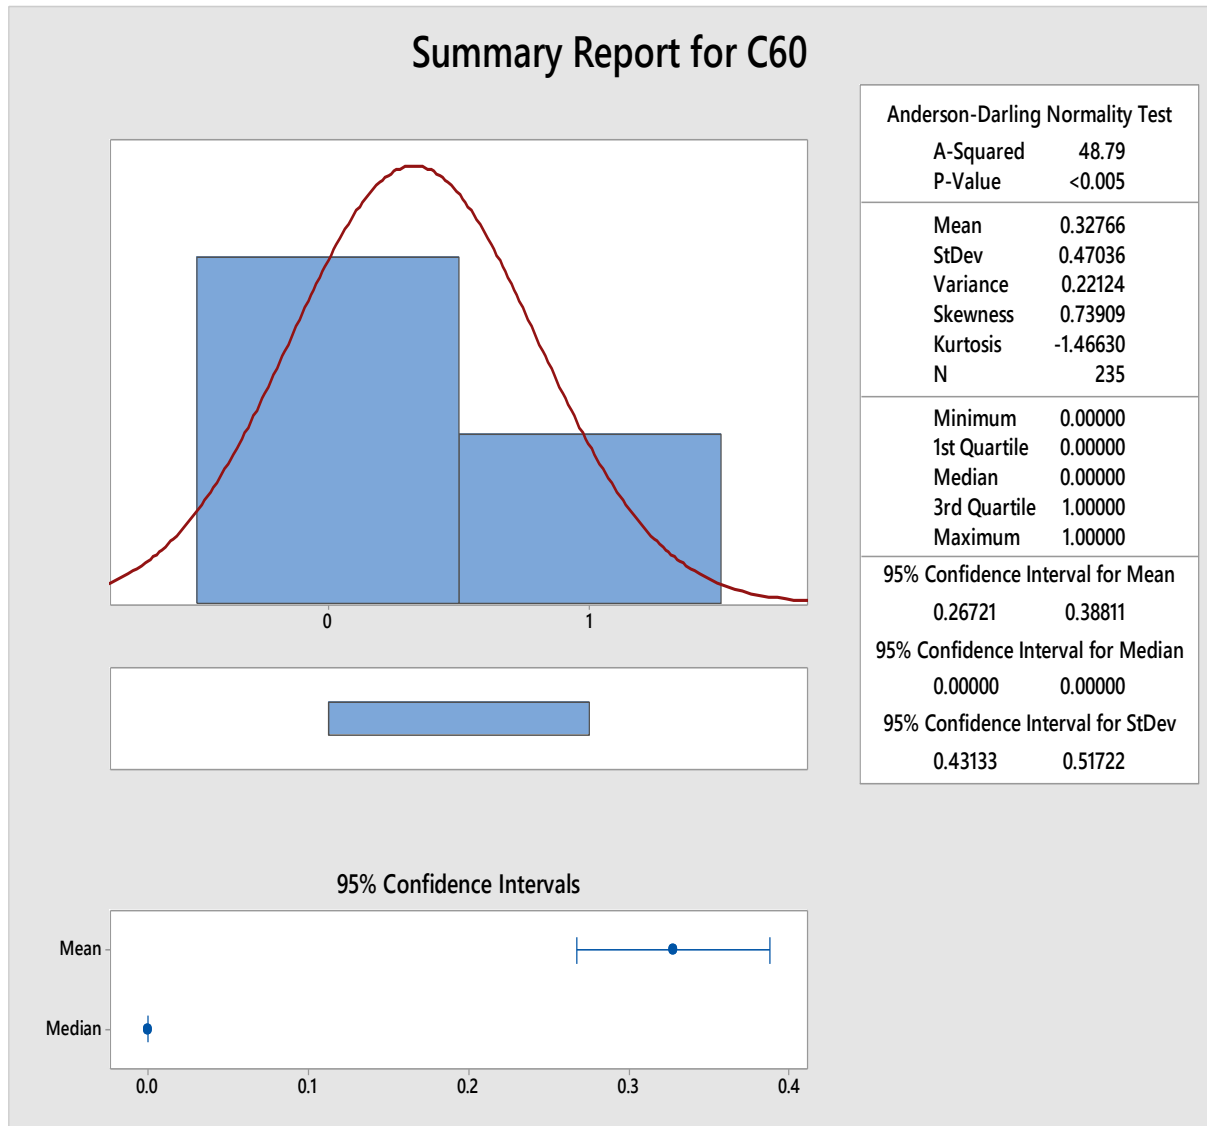 Summary Report for C60
Anderson-Darling Normality Test
A-Squared 48.79
P-Value <0.005
Mean 0.32766
StDev 0.47036
Variance 0.22124
Skewness 0.73909
Kurtosis -1.46630
N 235
Minimum 0.00000
1st Quartile 0.00000
Median 0.00000
3rd Quartile 1.00000
Maximum 1.00000
95% Confidence Interval for Mean
0.26721 0.38811
95% Confidence Interval for Median
0.00000 0.00000
95% Confidence Interval for StDev
0.43133 0.51722
0 1
95% Confidence Intervals
Mean
Median
0.0 0.1 0.2 0.3 0.4